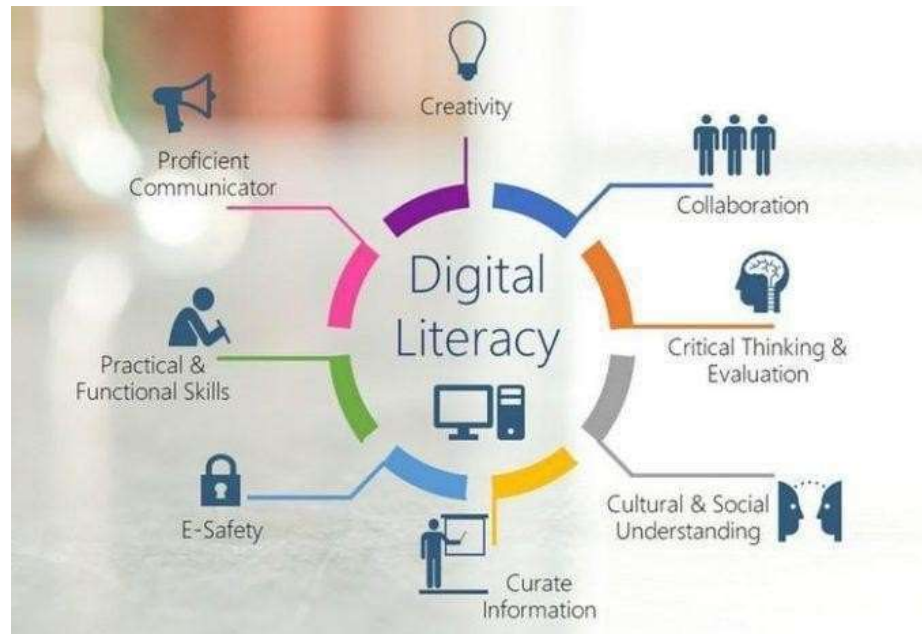 Creativity
Proficient
Communicator
Collaboration
Digital
Literacy
Critical Thinking &
Evaluation
Practical &
Functional Skills
Cultural & Social
Understanding
E-Safety
Curate
Information